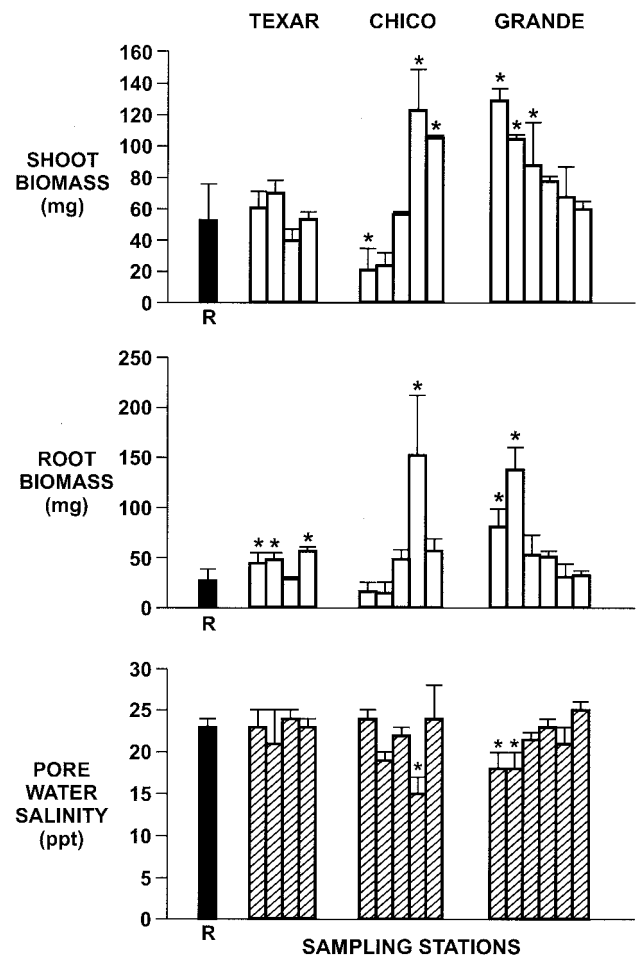 TEXAR CHICO GRANDE
160
140
120
100
80
60
40
20
0
SHOOT
BIOMASS
(mg)
* * * * * *
R
250
200
150
100
50
0
ROOT
BIOMASS
(mg)
* * * * * *
R
30
25
20
15
10
5
0
PORE
WATER
SALINITY
(ppt)
* * *
R
SAMPLING STATIONS